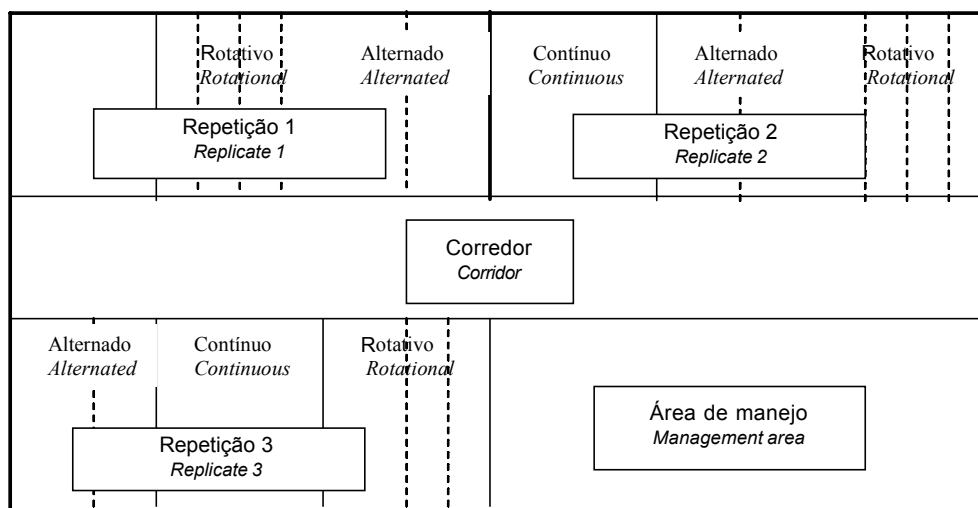 Rotativo
Rotational
Alternado
Alternated
Repetição 1
Replicate 1
Contínuo
Continuous
Alternado
Alternated
Rotativo
Rotational
Repetição 2
Replicate 2
Corredor
Corridor
Alternado
Alternated
Contínuo
Continuous
Rotativo
Rotational
Repetição 3
Replicate 3
Área de manejo
Management area